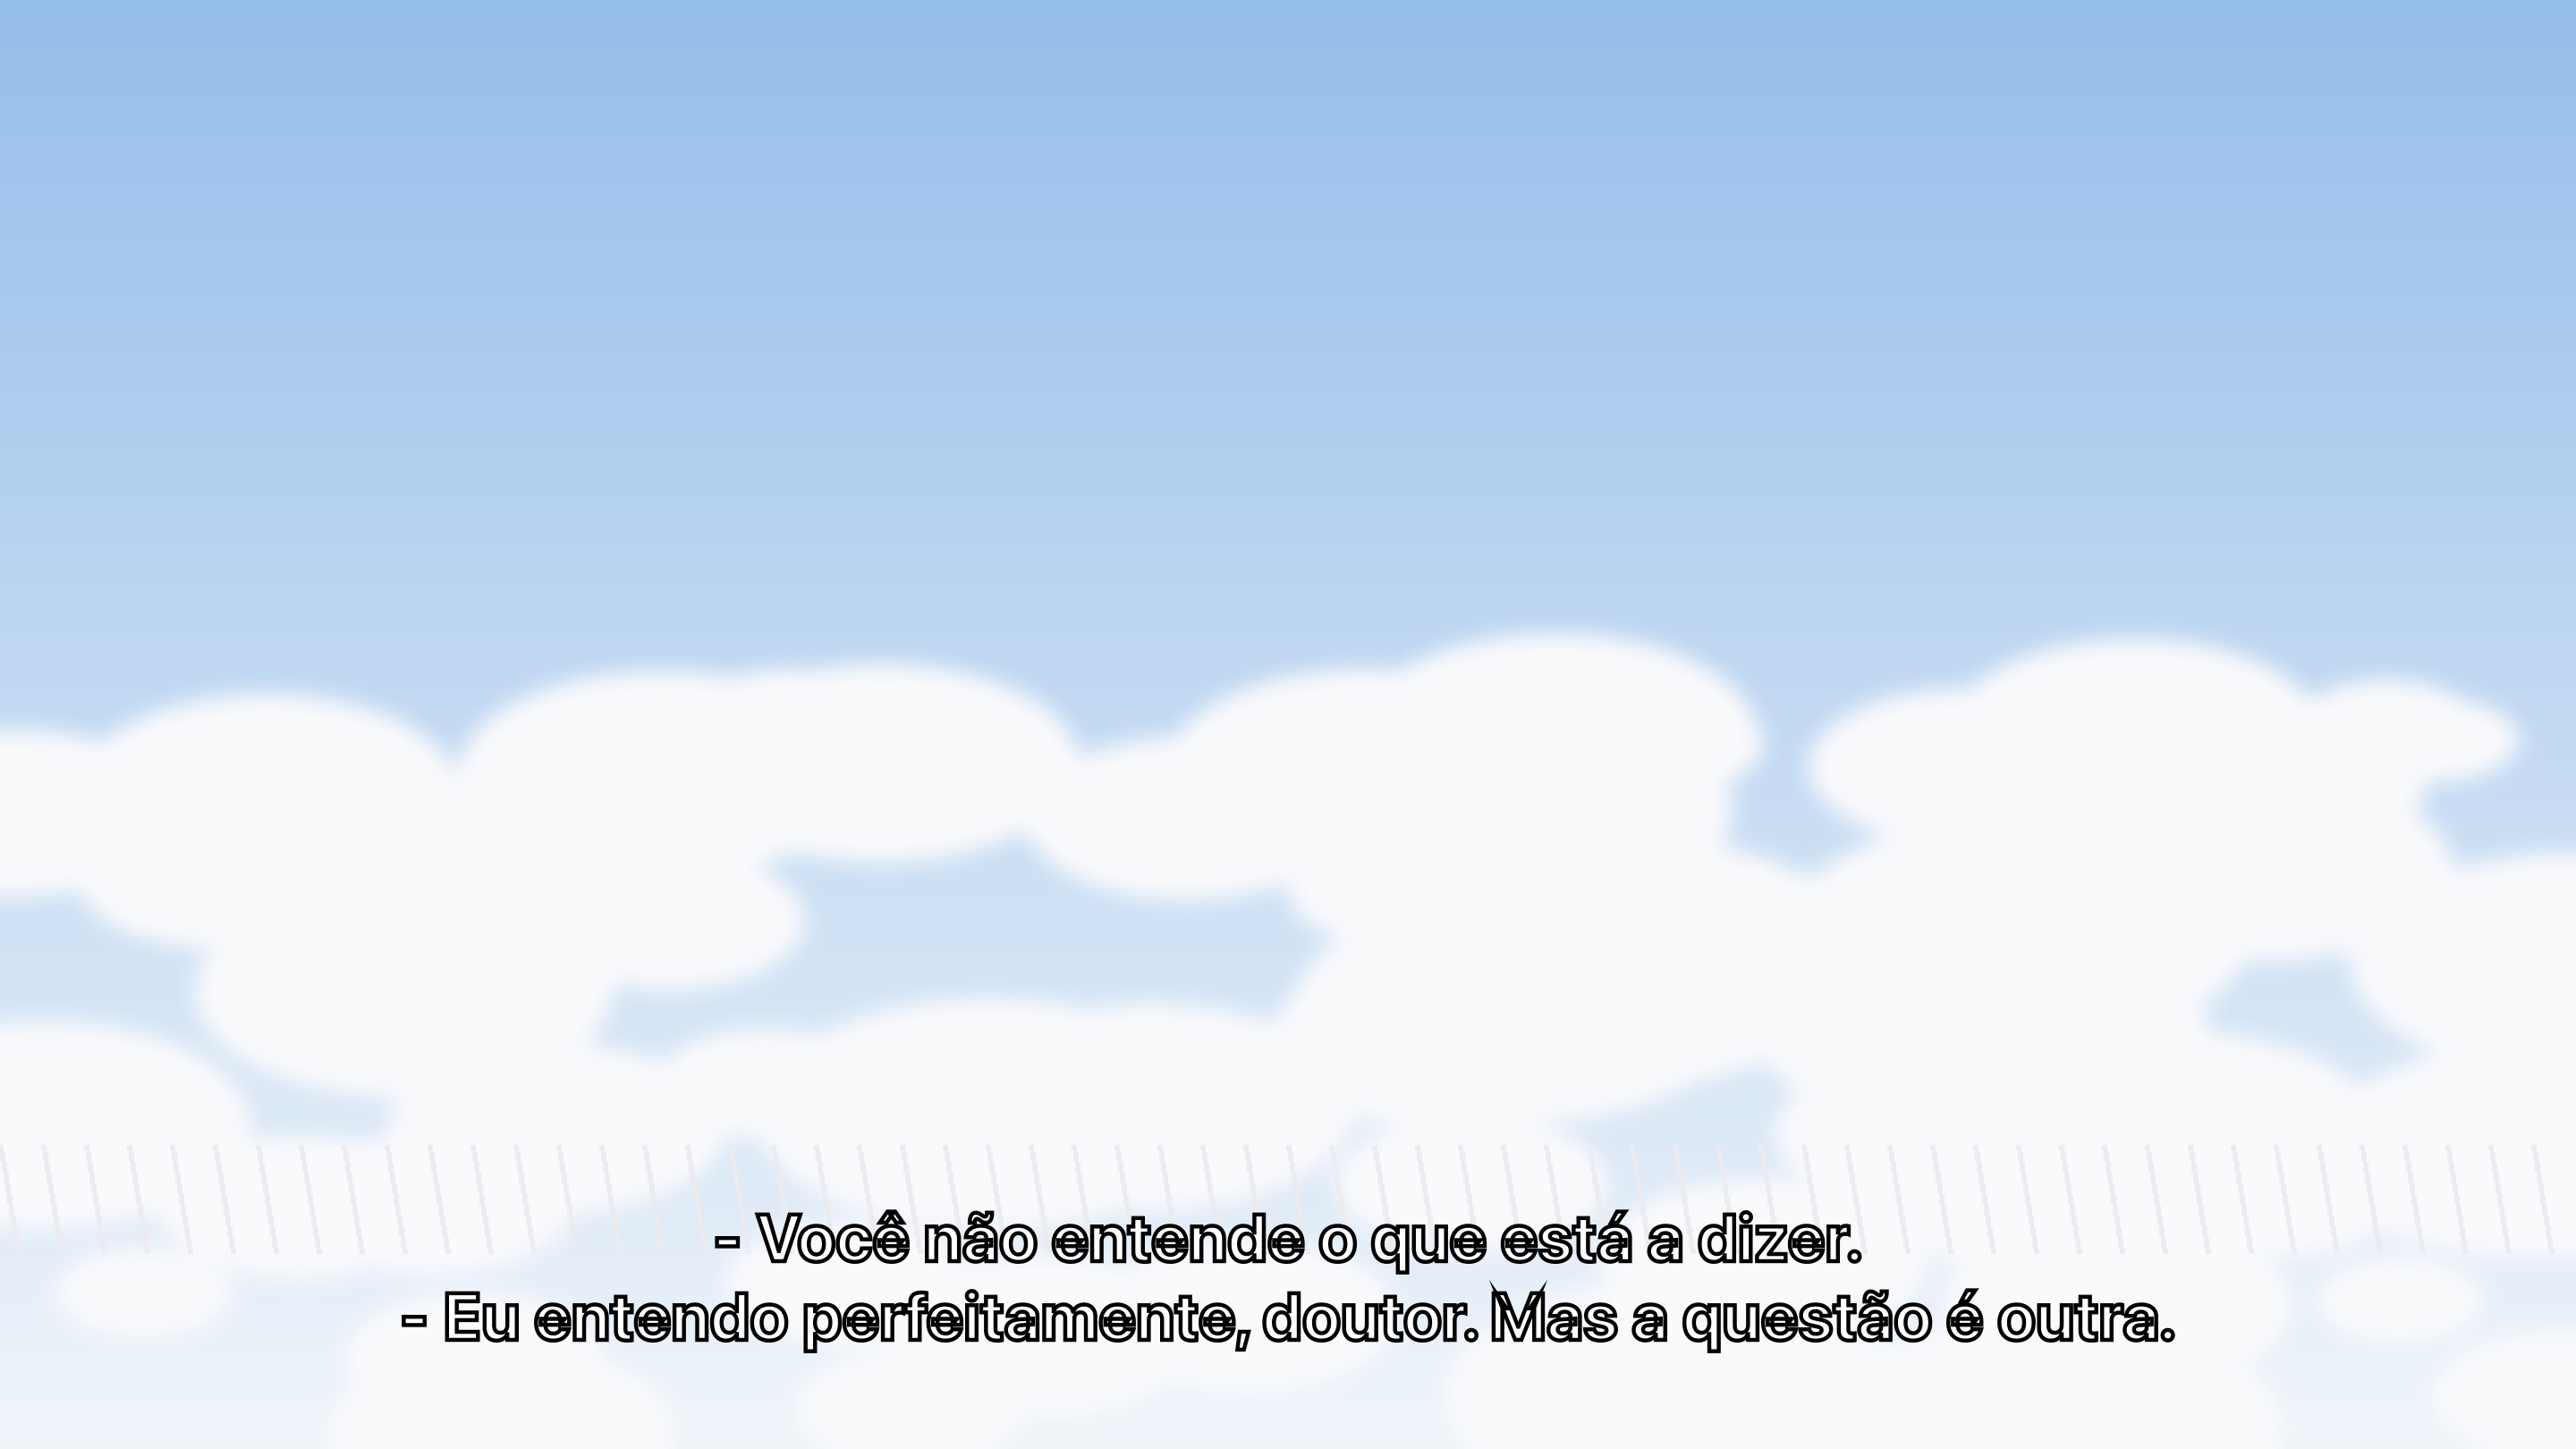 - Você não entende o que está a dizer.
- Eu entendo perfeitamente, doutor. Mas a questão é outra.